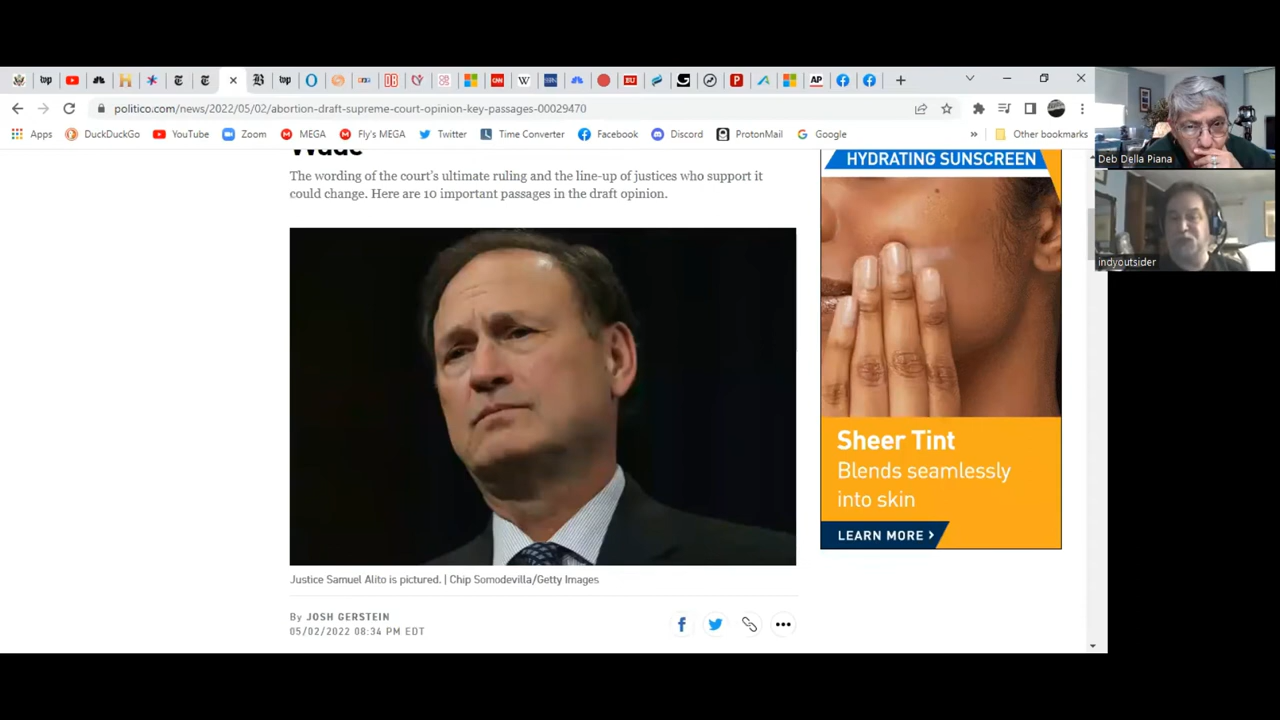 politico.com/news/2022/05/02/abortion-draft-supreme-court-opinion-key-passages-00029470
Apps DuckDuckGo YouTube Zoom MEGA Fly's MEGA Twitter Time Converter Facebook Discord ProtonMail Google » Other bookmarks
Wade
The wording of the court's ultimate ruling and the line-up of justices who support it
could change. Here are 10 important passages in the draft opinion.
Justice Samuel Alito is pictured. | Chip Somodevilla/Getty Images
By JOSH GERSTEIN
05/02/2022 08:34 PM EDT
HYDRATING SUNSCREEN
Sheer Tint
Blends seamlessly
into skin
LEARN MORE >
Deb Della Piana
indyoutsider